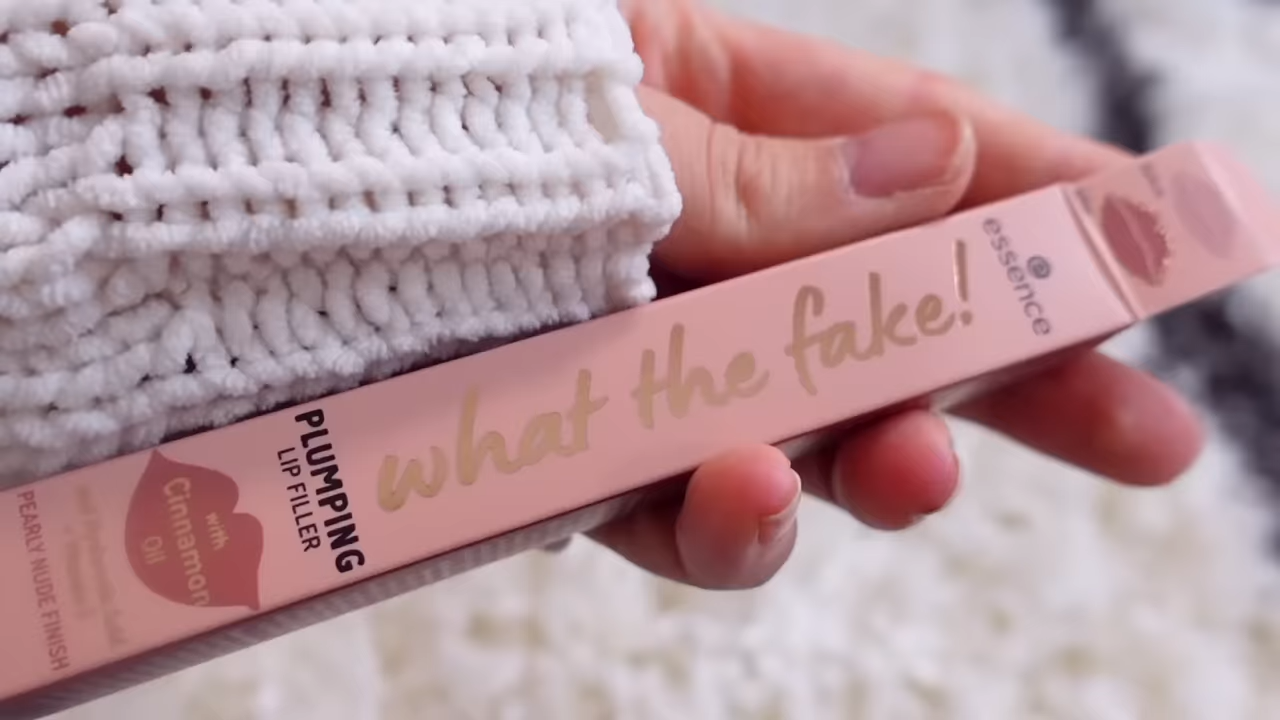 essence
what the fake!
PLUMPING
LIP FILLER
with
Cinnamon
Oil
PEARLY NUDE FINISH